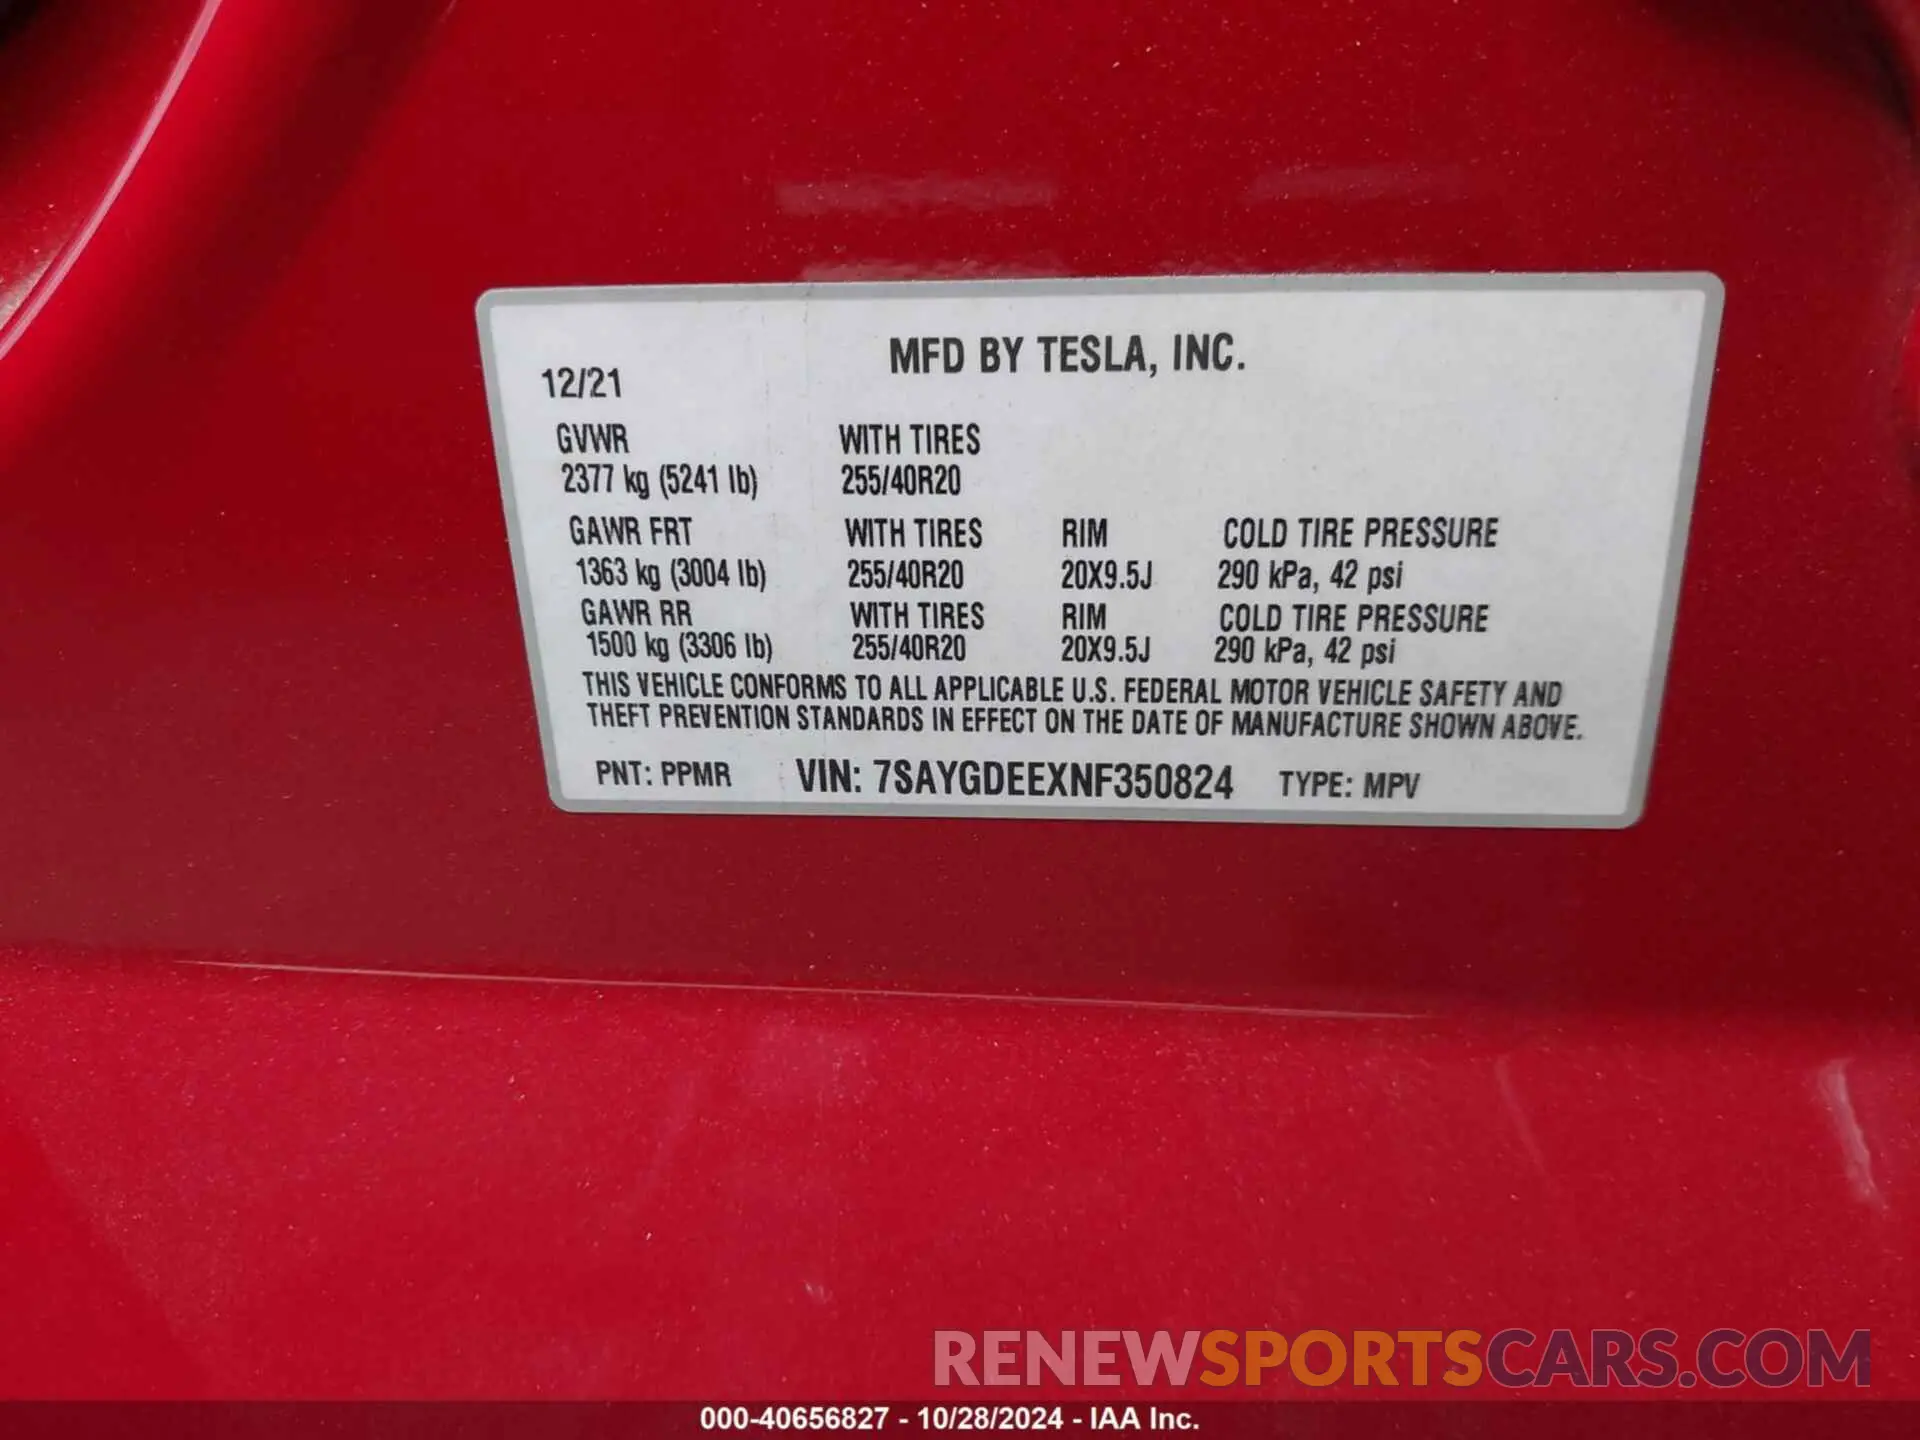 MFD BY TESLA, INC.
12/21
GVWR WITH TIRES
2377 kg (5241 lb) 255/40R20
GAWR FRT WITH TIRES RIM COLD TIRE PRESSURE
1363 kg (3004 lb) 255/40R20 20X9.5J 290 kPa, 42 psi
GAWR RR WITH TIRES RIM COLD TIRE PRESSURE
1500 kg (3306 lb) 255/40R20 20X9.5J 290 kPa, 42 psi
THIS VEHICLE CONFORMS TO ALL APPLICABLE U.S. FEDERAL MOTOR VEHICLE SAFETY AND
THEFT PREVENTION STANDARDS IN EFFECT ON THE DATE OF MANUFACTURE SHOWN ABOVE.
PNT: PPMR VIN: 7SAYGDEEXNF350824 TYPE: MPV
RENEWSPORTSCARS.COM
000-40656827 - 10/28/2024 - IAA Inc.